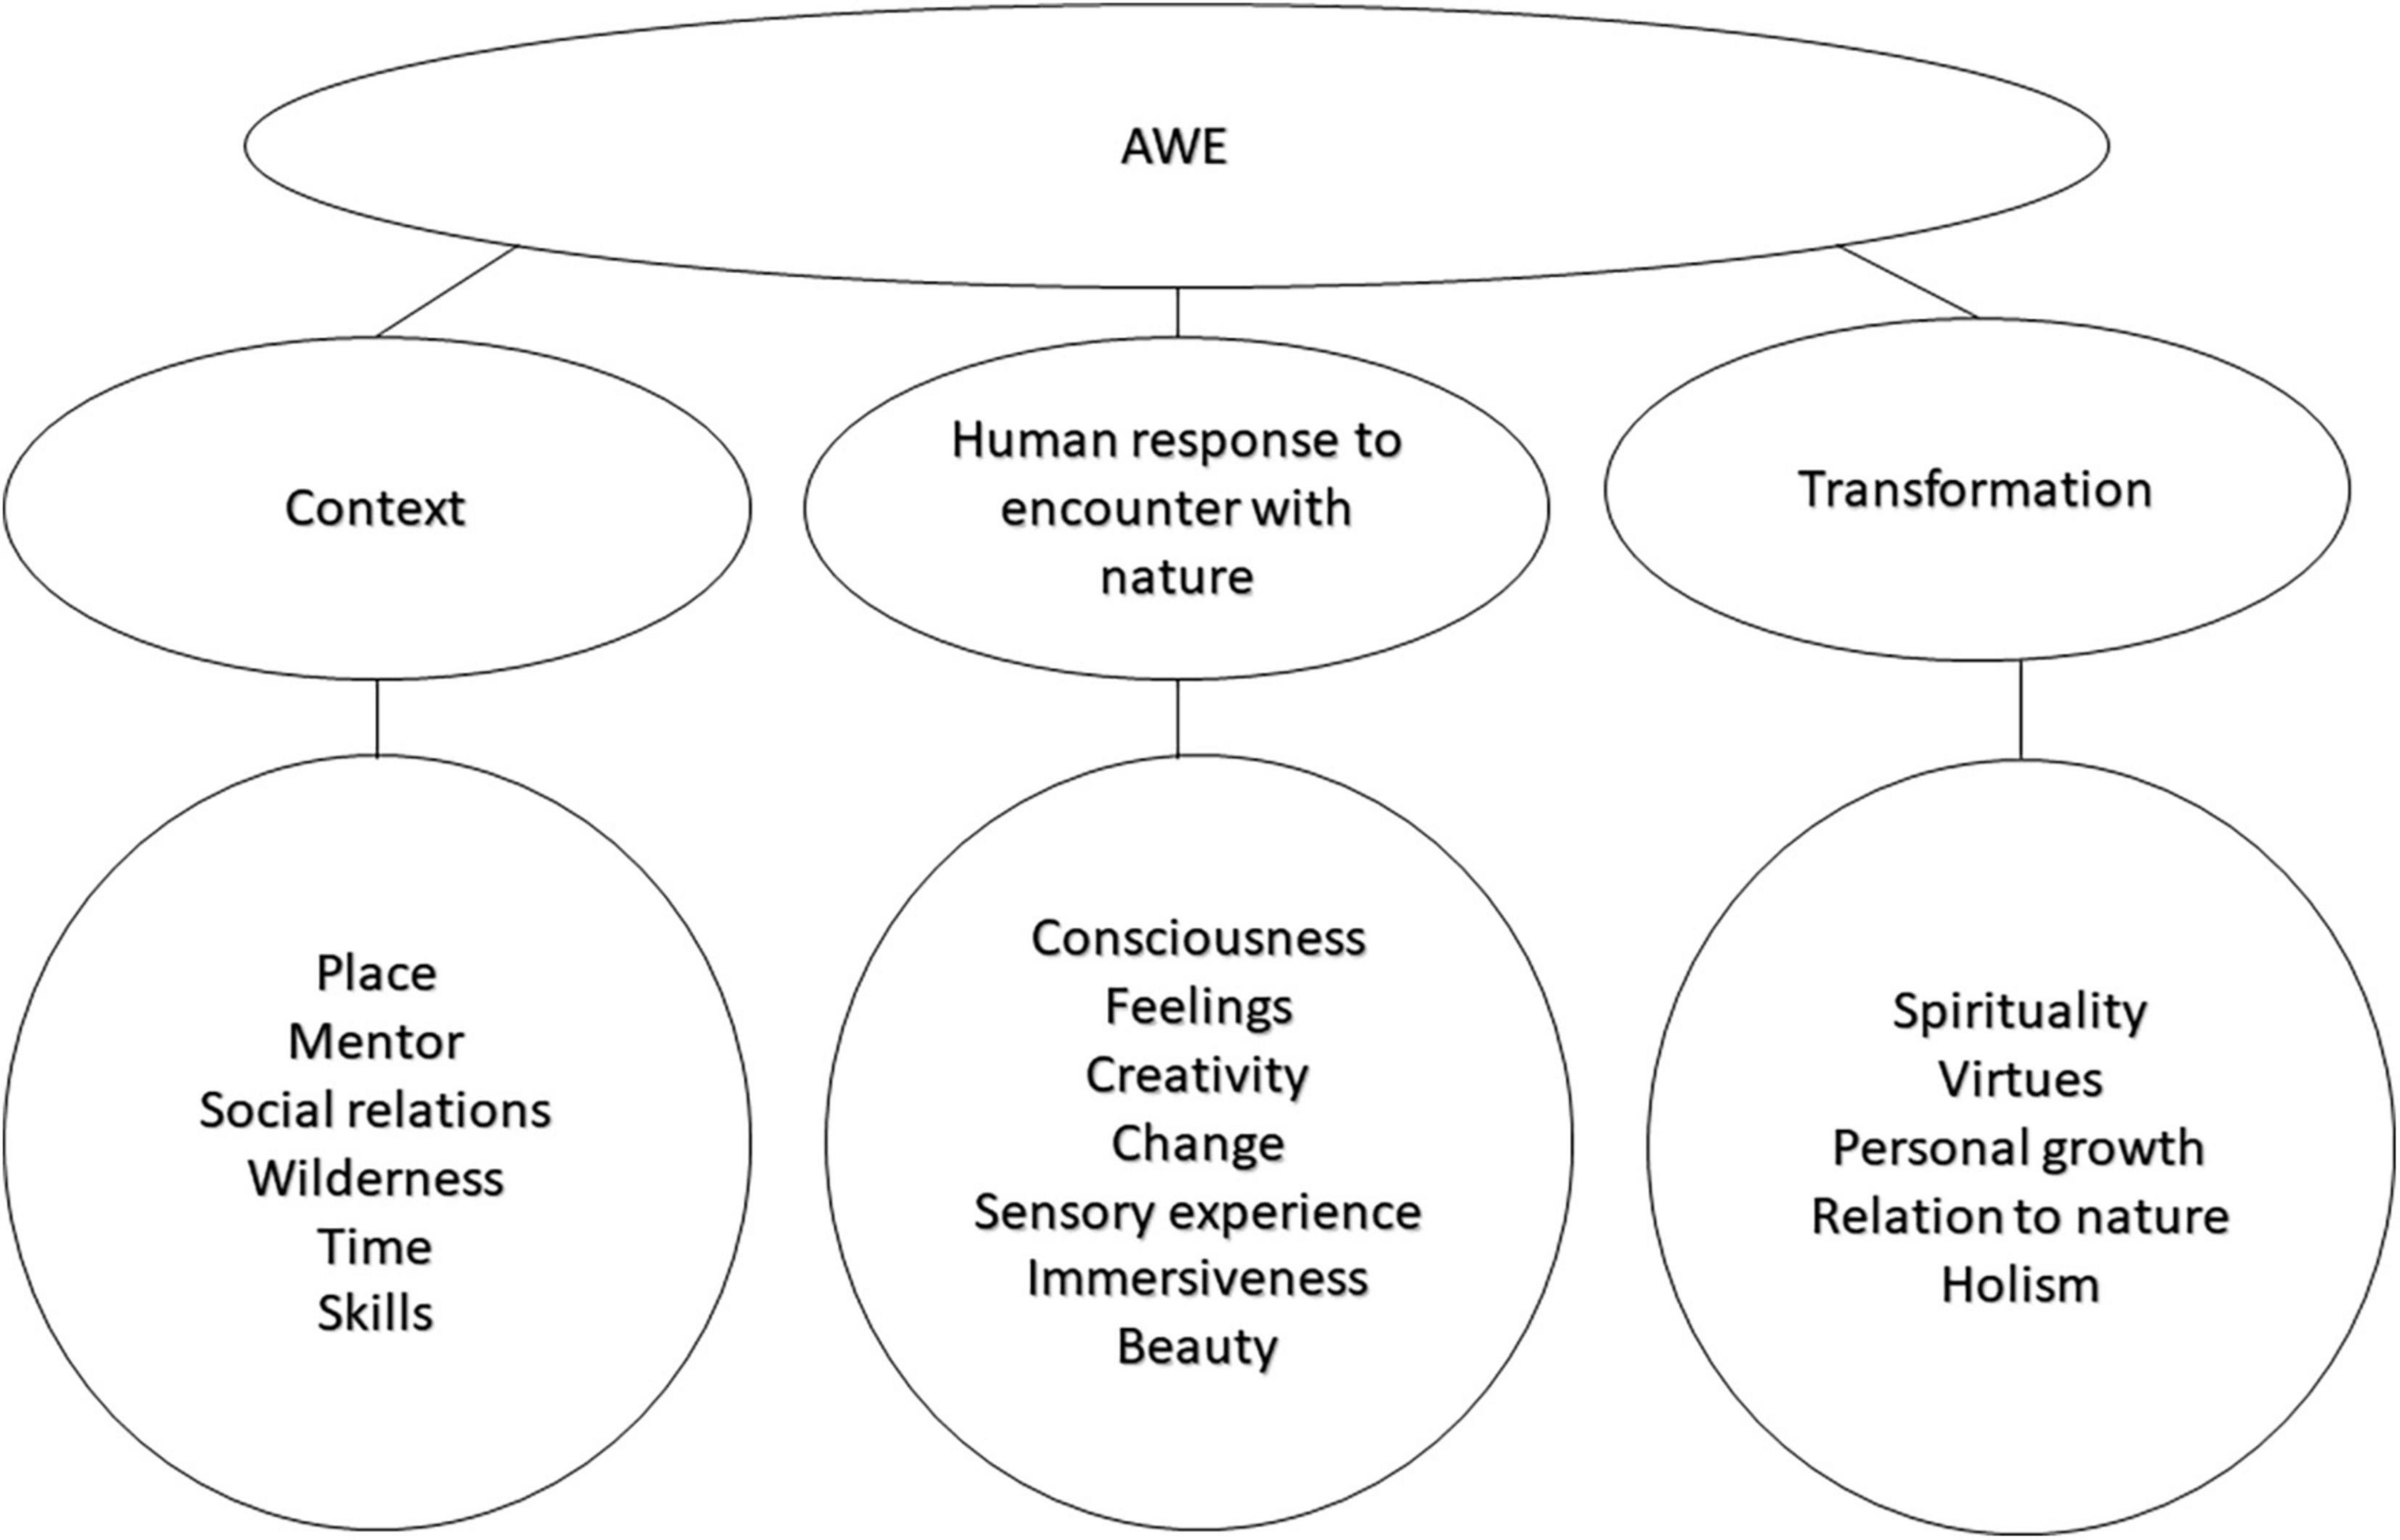 AWE
Context
Human response to
encounter with
nature
Transformation
Place
Mentor
Social relations
Wilderness
Time
Skills
Consciousness
Feelings
Creativity
Change
Sensory experience
Immersiveness
Beauty
Spirituality
Virtues
Personal growth
Relation to nature
Holism